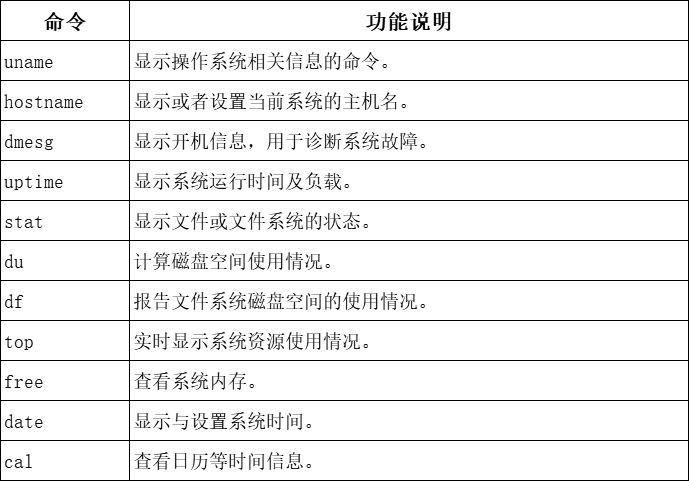 命令 功能说明
uname 显示操作系统相关信息的命令。
hostname 显示或者设置当前系统的主机名。
dmesg 显示开机信息，用于诊断系统故障。
uptime 显示系统运行时间及负载。
stat 显示文件或文件系统的状态。
du 计算磁盘空间使用情况。
df 报告文件系统磁盘空间的使用情况。
top 实时显示系统资源使用情况。
free 查看系统内存。
date 显示与设置系统时间。
cal 查看日历等时间信息。